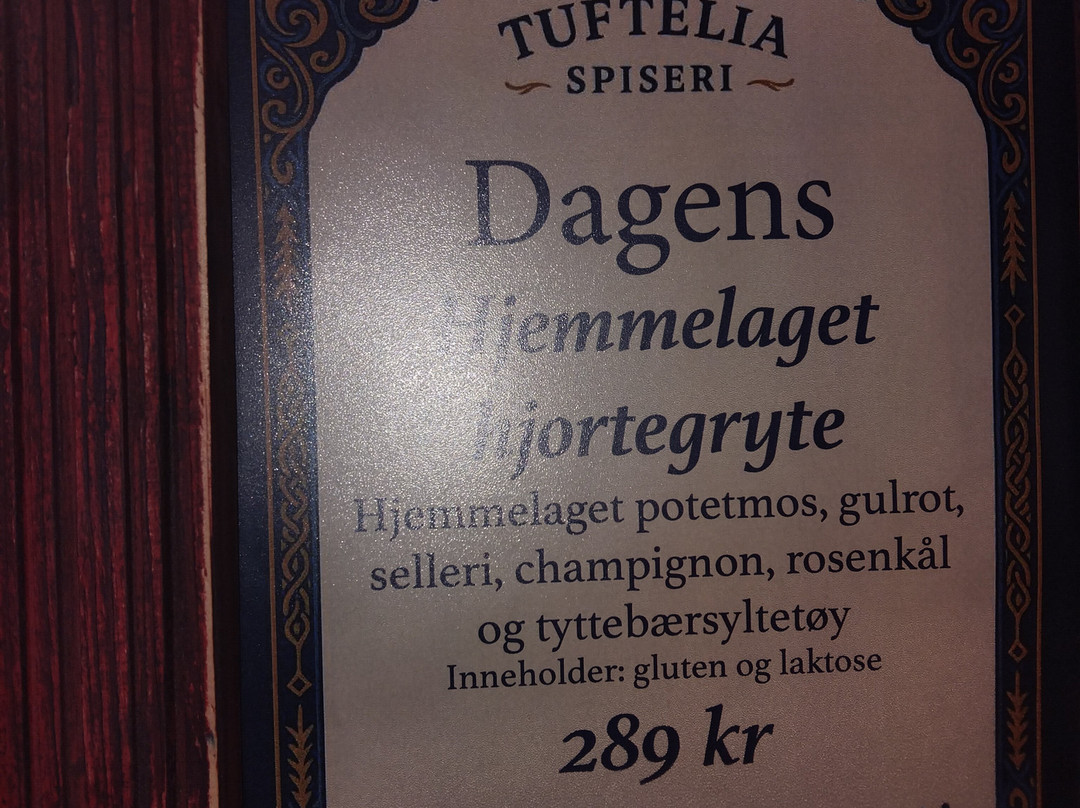 TUFTELIA
SPISERI
Dagens
Hjemmelaget
hjortegryte
Hjemmelaget potetmos, gulrot,
selleri, champignon, rosenkål
og tyttebærsyltetøy
Inneholder: gluten og laktose
289 kr